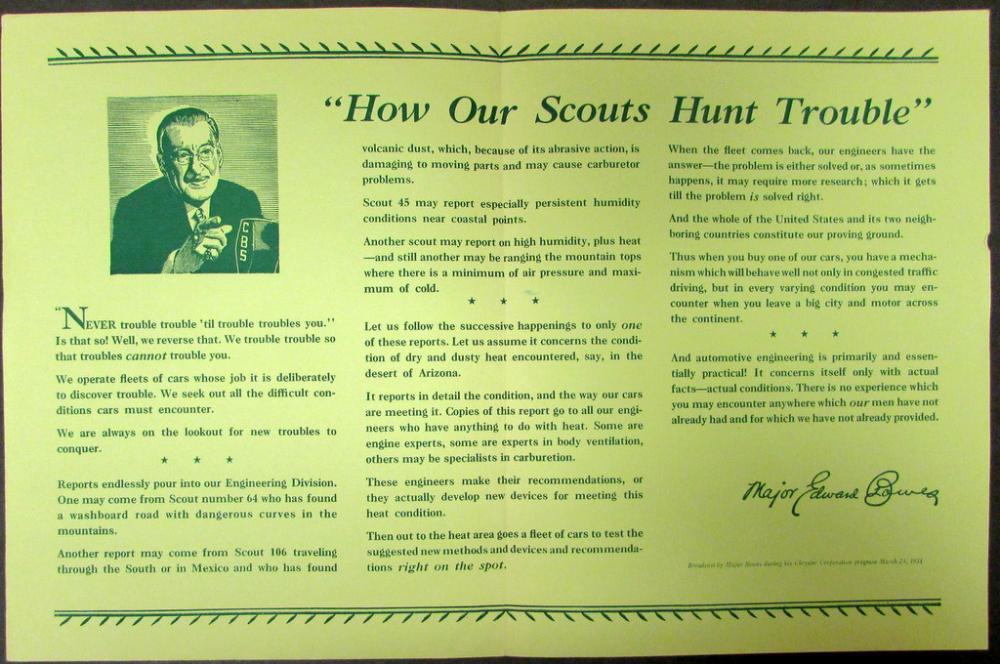 "How Our Scouts Hunt Trouble"
CBS
"NEVER trouble trouble 'til trouble troubles you."
Is that so! Well, we reverse that. We trouble trouble so
that troubles cannot trouble you.
We operate fleets of cars whose job it is deliberately
to discover trouble. We seek out all the difficult con-
ditions cars must encounter.
We are always on the lookout for new troubles to
conquer.
★ ★ ★
Reports endlessly pour into our Engineering Division.
One may come from Scout number 64 who has found
a washboard road with dangerous curves in the
mountains.
Another report may come from Scout 106 traveling
through the South or in Mexico and who has found
volcanic dust, which, because of its abrasive action, is
damaging to moving parts and may cause carburetor
problems.
Scout 45 may report especially persistent humidity
conditions near coastal points.
Another scout may report on high humidity, plus heat
—and still another may be ranging the mountain tops
where there is a minimum of air pressure and maxi-
mum of cold.
★ ★ ★
Let us follow the successive happenings to only one
of these reports. Let us assume it concerns the condi-
tion of dry and dusty heat encountered, say, in the
desert of Arizona.
It reports in detail the condition, and the way our cars
are meeting it. Copies of this report go to all our engi-
neers who have anything to do with heat. Some are
engine experts, some are experts in body ventilation,
others may be specialists in carburetion.
These engineers make their recommendations, or
they actually develop new devices for meeting this
heat condition.
Then out to the heat area goes a fleet of cars to test the
suggested new methods and devices and recommenda-
tions right on the spot.
When the fleet comes back, our engineers have the
answer—the problem is either solved or, as sometimes
happens, it may require more research; which it gets
till the problem is solved right.
And the whole of the United States and its two neigh-
boring countries constitute our proving ground.
Thus when you buy one of our cars, you have a mecha-
nism which will behave well not only in congested traffic
driving, but in every varying condition you may en-
counter when you leave a big city and motor across
the continent.
★ ★ ★
And automotive engineering is primarily and essen-
tially practical! It concerns itself only with actual
facts—actual conditions. There is no experience which
you may encounter anywhere which our men have not
already had and for which we have not already provided.
Major Edward Bowes
Broadcast by Major Bowes during his Chrysler Corporation program March 24,